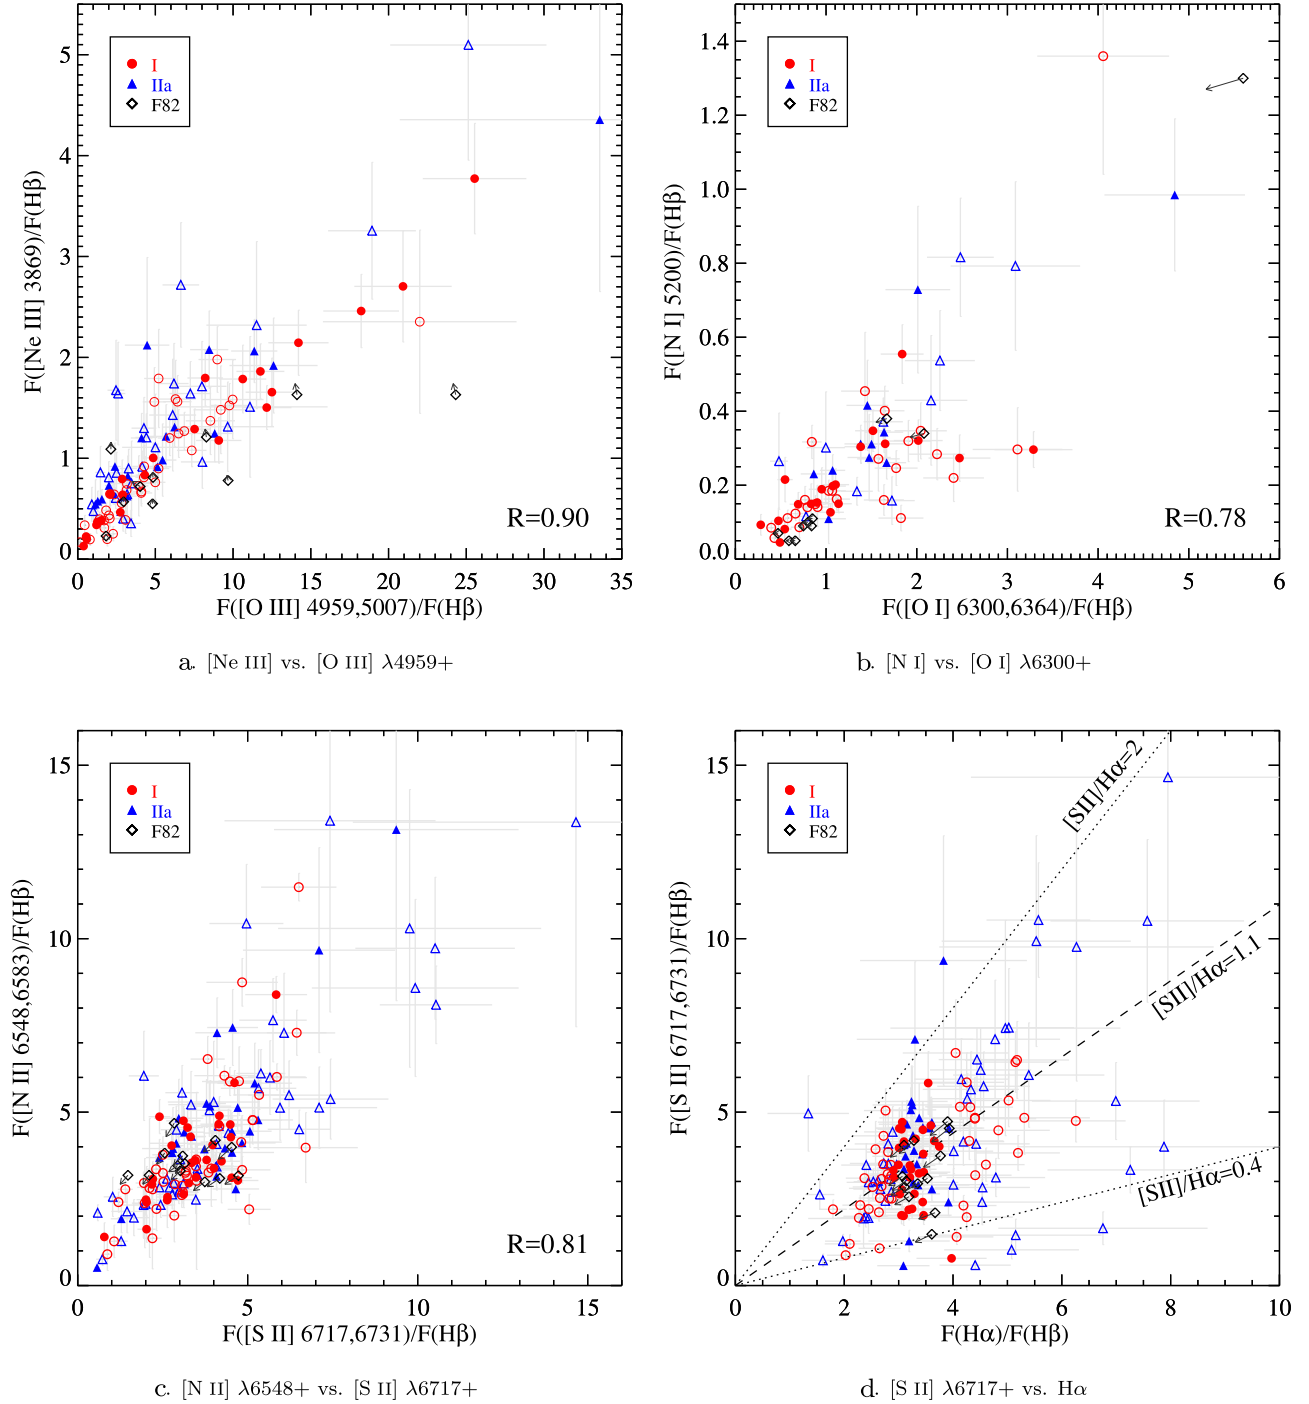 F([Ne III] 3869)/F(Hβ)
5
4
3
2
1
0
I
IIa
F82
R=0.90
0 5 10 15 20 25 30 35
F([O III] 4959,5007)/F(Hβ)
a. [Ne III] vs. [O III] λ4959+
F([N I] 5200)/F(Hβ)
1.4
1.2
1.0
0.8
0.6
0.4
0.2
0.0
I
IIa
F82
R=0.78
0 1 2 3 4 5 6
F([O I] 6300,6364)/F(Hβ)
b. [N I] vs. [O I] λ6300+
F([N II] 6548,6583)/F(Hβ)
15
10
5
0
I
IIa
F82
R=0.81
0 5 10 15
F([S II] 6717,6731)/F(Hβ)
c. [N II] λ6548+ vs. [S II] λ6717+
F([S II] 6717,6731)/F(Hβ)
15
10
5
0
I
IIa
F82
[SII]/Hα=2
[SII]/Hα=1.1
[SII]/Hα=0.4
0 2 4 6 8 10
F(Hα)/F(Hβ)
d. [S II] λ6717+ vs. Hα